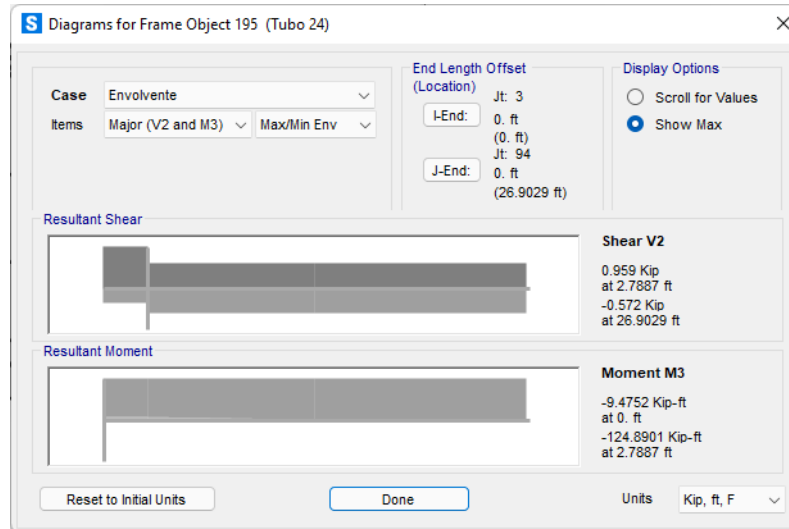 S Diagrams for Frame Object 195 (Tubo 24)
Case Envolvente
Items Major (V2 and M3) Max/Min Env
End Length Offset
(Location)
Jt: 3
I-End: 0. ft
(0. ft)
Jt: 94
J-End: 0. ft
(26.9029 ft)
Display Options
Scroll for Values
Show Max
Resultant Shear
Shear V2
0.959 Kip
at 2.7887 ft
-0.572 Kip
at 26.9029 ft
Resultant Moment
Moment M3
-9.4752 Kip-ft
at 0. ft
-124.8901 Kip-ft
at 2.7887 ft
Reset to Initial Units Done Units Kip, ft, F